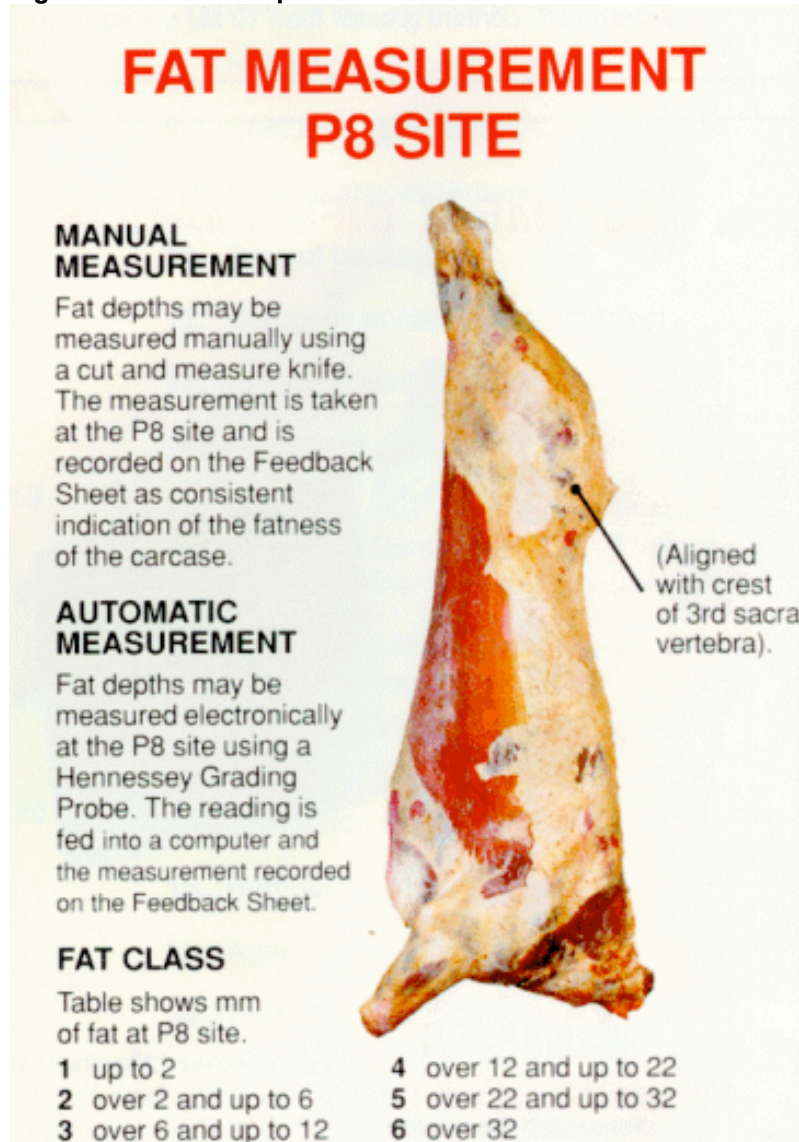 FAT MEASUREMENT
P8 SITE
MANUAL
MEASUREMENT
Fat depths may be
measured manually using
a cut and measure knife.
The measurement is taken
at the P8 site and is
recorded on the Feedback
Sheet as consistent
indication of the fatness
of the carcase.
(Aligned
with crest
of 3rd sacra
vertebra).
AUTOMATIC
MEASUREMENT
Fat depths may be
measured electronically
at the P8 site using a
Hennessey Grading
Probe. The reading is
fed into a computer and
the measurement recorded
on the Feedback Sheet.
FAT CLASS
Table shows mm
of fat at P8 site.
1 up to 2
2 over 2 and up to 6
3 over 6 and up to 12
4 over 12 and up to 22
5 over 22 and up to 32
6 over 32